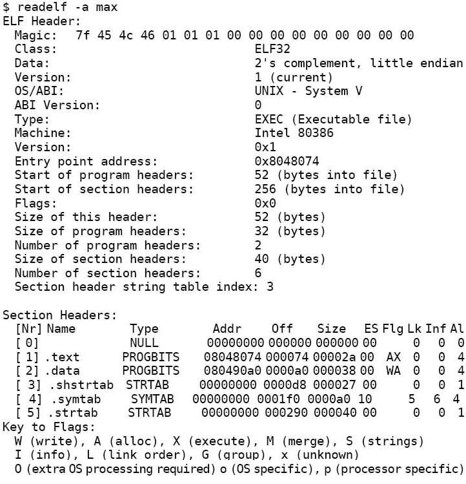 $ readelf -a max
ELF Header:
Magic: 7f 45 4c 46 01 01 01 00 00 00 00 00 00 00 00 00
Class: ELF32
Data: 2's complement, little endian
Version: 1 (current)
OS/ABI: UNIX - System V
ABI Version: 0
Type: EXEC (Executable file)
Machine: Intel 80386
Version: 0x1
Entry point address: 0x8048074
Start of program headers: 52 (bytes into file)
Start of section headers: 256 (bytes into file)
Flags: 0x0
Size of this header: 52 (bytes)
Size of program headers: 32 (bytes)
Number of program headers: 2
Size of section headers: 40 (bytes)
Number of section headers: 6
Section header string table index: 3
Section Headers:
[Nr] Name Type Addr Off Size ES Flg Lk Inf Al
[ 0] NULL 00000000 000000 000000 00 0 0 0
[ 1] .text PROGBITS 08048074 000074 00002a 00 AX 0 0 4
[ 2] .data PROGBITS 080490a0 0000a0 000038 00 WA 0 0 4
[ 3] .shstrtab STRTAB 00000000 0000d8 000027 00 0 0 1
[ 4] .symtab SYMTAB 00000000 0001f0 0000a0 10 5 6 4
[ 5] .strtab STRTAB 00000000 000290 000040 00 0 0 1
Key to Flags:
W (write), A (alloc), X (execute), M (merge), S (strings)
I (info), L (link order), G (group), x (unknown)
O (extra OS processing required) o (OS specific), p (processor specific)